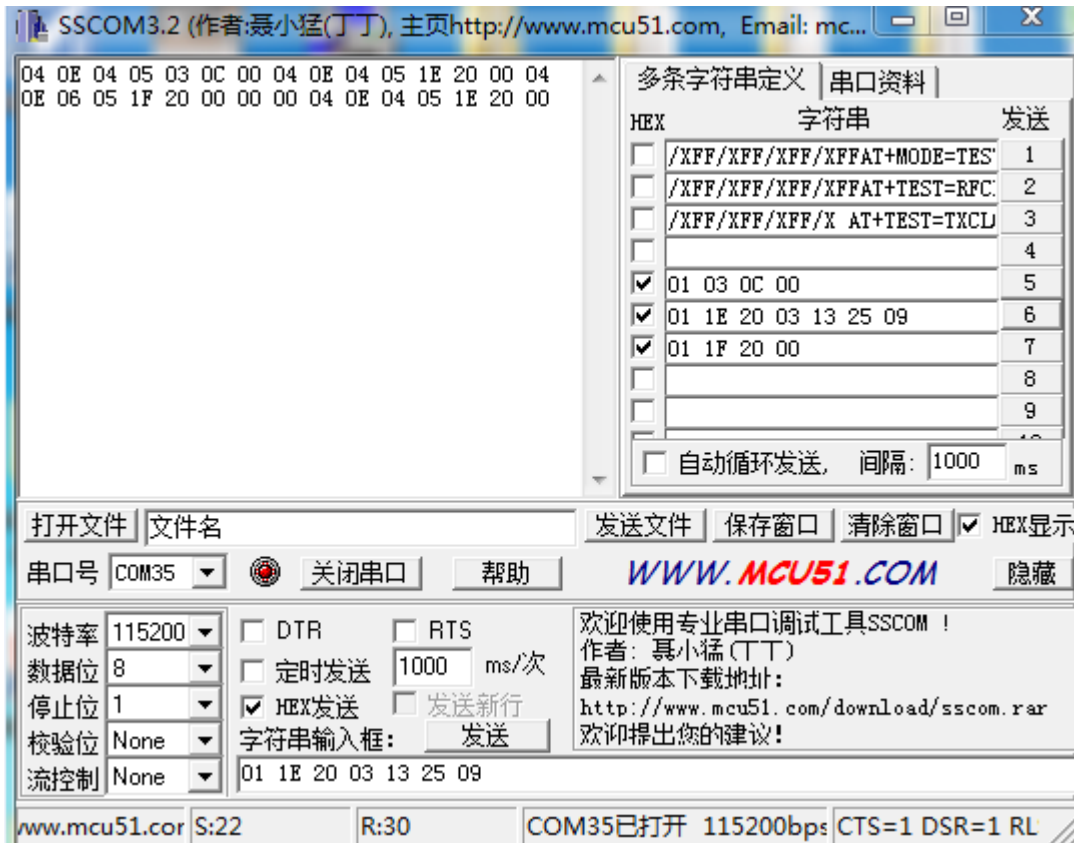 SSCOM3.2 (作者:聂小猛(丁丁), 主页http://www.mcu51.com, Email: mc...
04 0E 04 05 03 0C 00 04 0E 04 05 1E 20 00 04
0E 06 05 1F 20 00 00 00 04 0E 04 05 1E 20 00
多条字符串定义 串口资料
HEX 字符串 发送
/XFF/XFF/XFF/XFFAT+MODE=TES 1
/XFF/XFF/XFF/XFFAT+TEST=RFC 2
/XFF/XFF/XFF/X AT+TEST=TXCL 3
4
01 03 0C 00 5
01 1E 20 03 13 25 09 6
01 1F 20 00 7
8
9
自动循环发送, 间隔: 1000 ms
打开文件 文件名 发送文件 保存窗口 清除窗口 HEX显示
串口号 COM35 关闭串口 帮助 WWW.MCU51.COM 隐藏
波特率 115200 DTR RTS
数据位 8 定时发送 1000 ms/次
停止位 1 HEX发送 发送新行
校验位 None 字符串输入框: 发送
流控制 None 01 1E 20 03 13 25 09
欢迎使用专业串口调试工具SSCOM !
作者: 聂小猛(丁丁)
最新版本下载地址:
http://www.mcu51.com/download/sscom.rar
欢迎提出您的建议!
www.mcu51.cor S:22 R:30 COM35已打开 115200bps CTS=1 DSR=1 RL